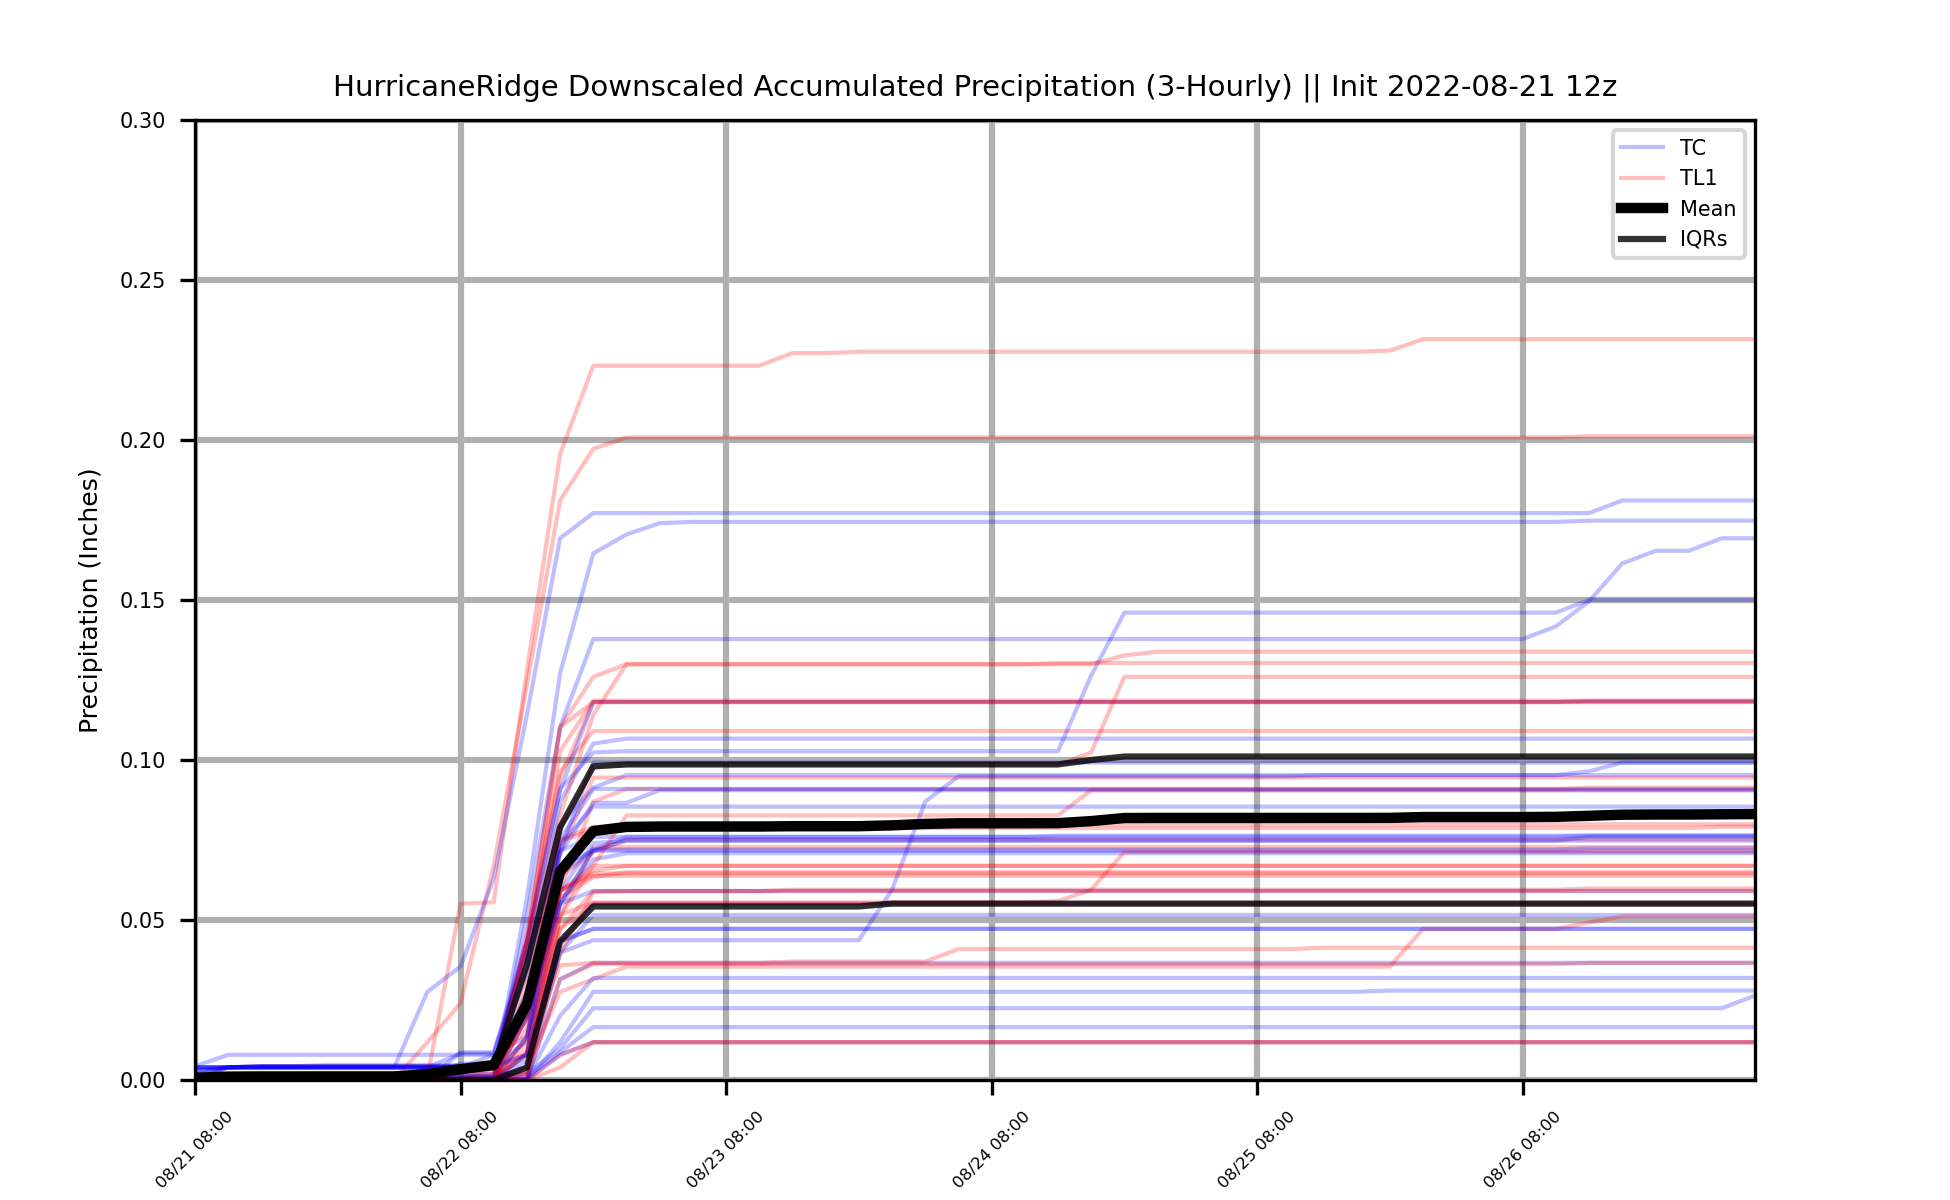 HurricaneRidge Downscaled Accumulated Precipitation (3-Hourly) || Init 2022-08-21 12z
Precipitation (Inches)
0.30
0.25
0.20
0.15
0.10
0.05
0.00
TC
TL1
Mean
IQRs
08/21 08:00
08/22 08:00
08/23 08:00
08/24 08:00
08/25 08:00
08/26 08:00